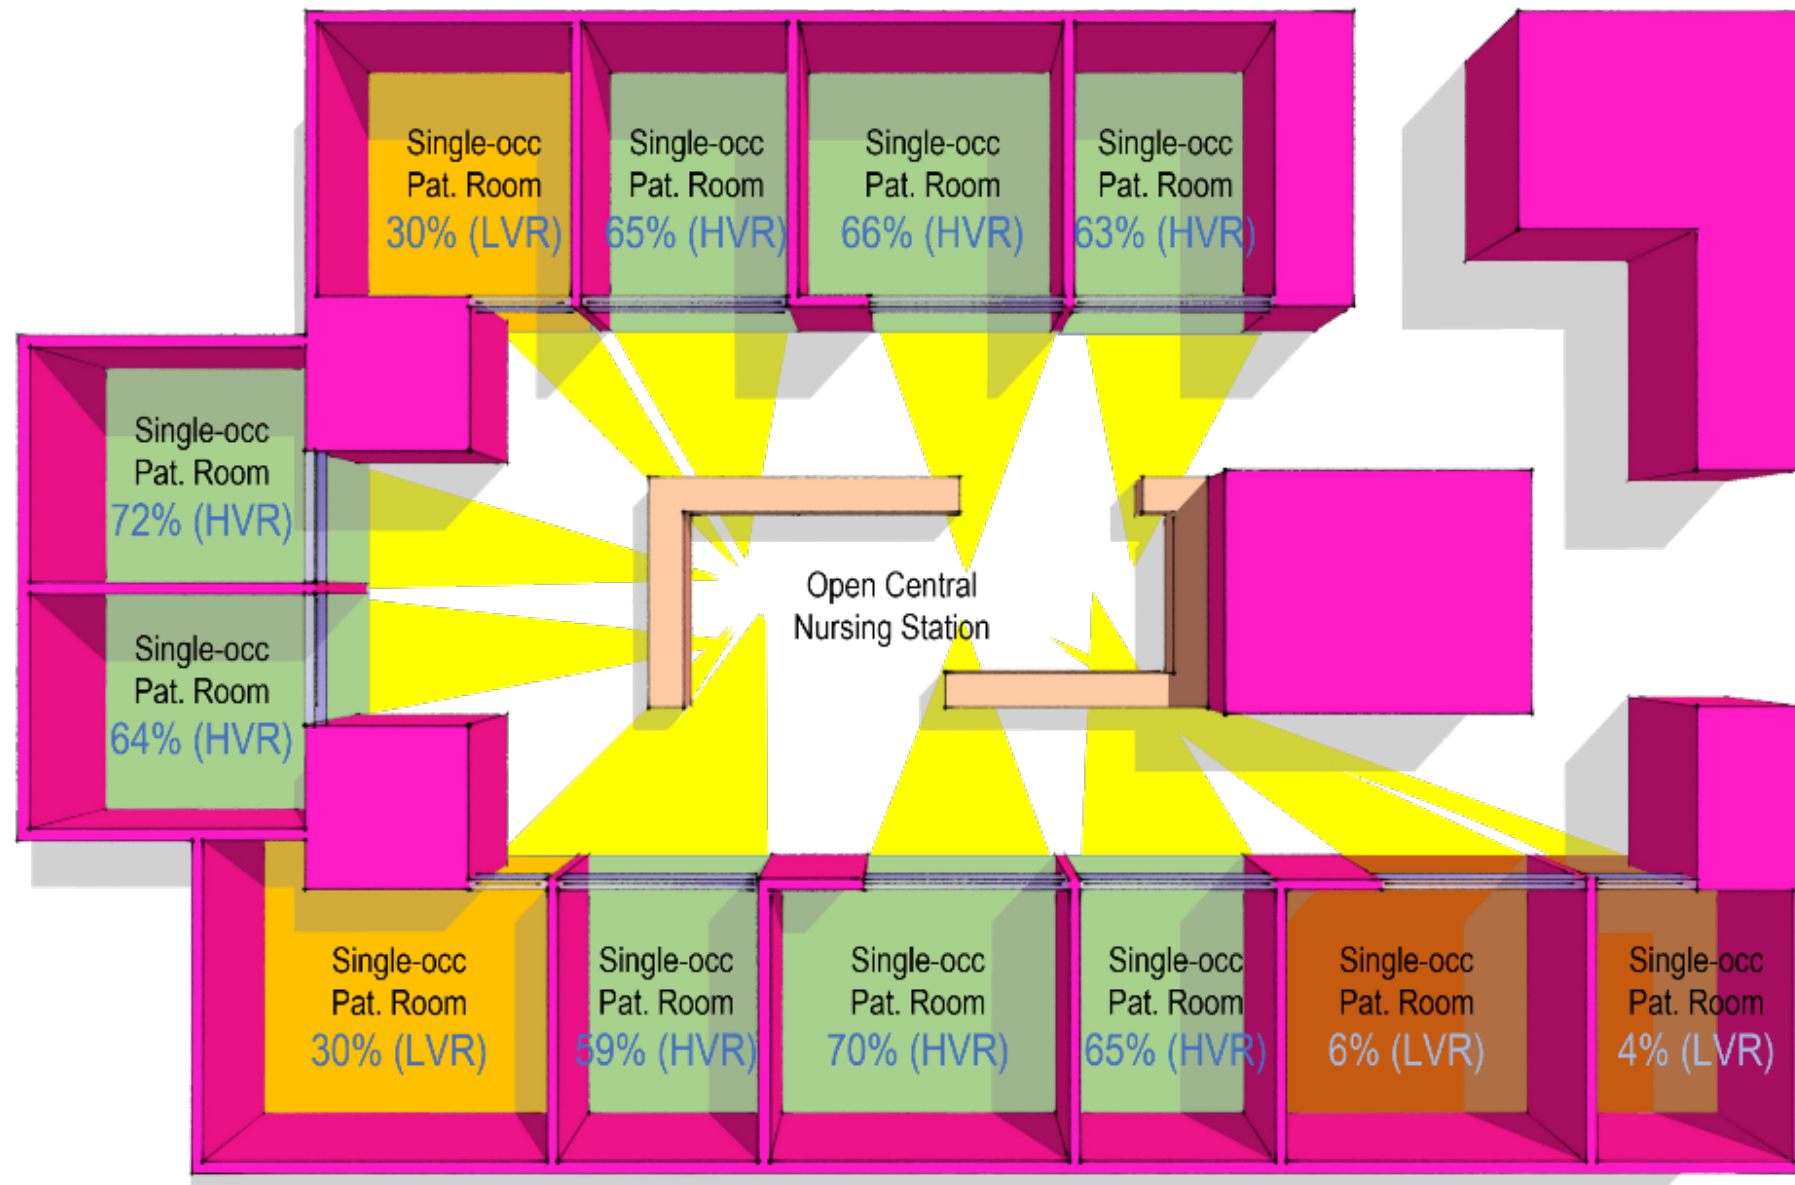 Single-occ
Pat. Room
30% (LVR)
Single-occ
Pat. Room
65% (HVR)
Single-occ
Pat. Room
66% (HVR)
Single-occ
Pat. Room
63% (HVR)
Single-occ
Pat. Room
72% (HVR)
Open Central
Nursing Station
Single-occ
Pat. Room
64% (HVR)
Single-occ
Pat. Room
30% (LVR)
Single-occ
Pat. Room
59% (HVR)
Single-occ
Pat. Room
70% (HVR)
Single-occ
Pat. Room
65% (HVR)
Single-occ
Pat. Room
6% (LVR)
Single-occ
Pat. Room
4% (LVR)